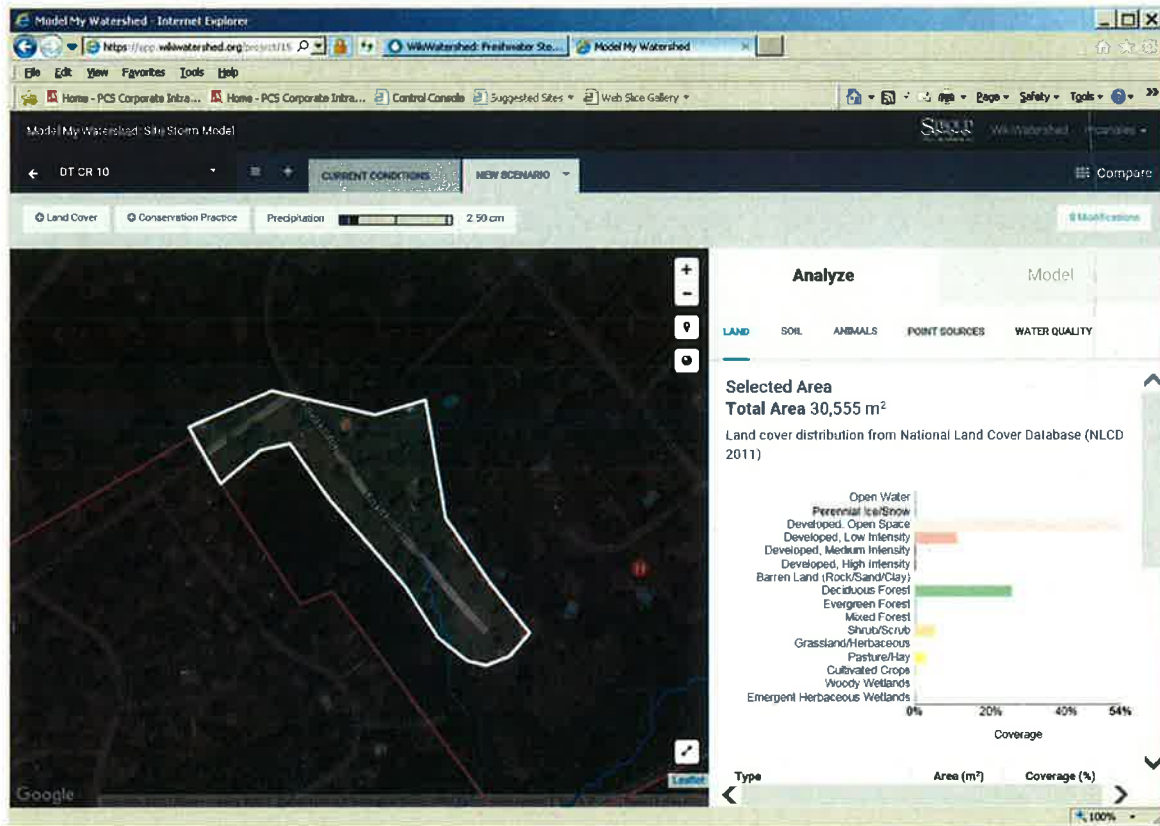 Model My Watershed - Internet Explorer
WikiWatershed: Freshwater Sto...
Model My Watershed
File Edit View Favorites Tools Help
Home - PCS Corporate Intra...
Home - PCS Corporate Intra...
Control Console
Suggested Sites
Web Slice Gallery
Page
Safety
Tools
Model My Watershed: Site Storm Model
WikiWatershed
DT CR 10
CURRENT CONDITIONS
NEW SCENARIO
Compare
Land Cover
Conservation Practice
Precipitation
2.50 cm
Analyze
Model
LAND
SOIL
ANIMALS
POINT SOURCES
WATER QUALITY
Selected Area
Total Area 30,555 m²
Land cover distribution from National Land Cover Database (NLCD
2011)
Open Water
Perennial Ice/Snow
Developed, Open Space
Developed, Low Intensity
Developed, Medium Intensity
Developed, High Intensity
Barren Land (Rock/Sand/Clay)
Deciduous Forest
Evergreen Forest
Mixed Forest
Shrub/Scrub
Grassland/Herbaceous
Pasture/Hay
Cultivated Crops
Woody Wetlands
Emergent Herbaceous Wetlands
0% 20% 40% 54%
Coverage
Type Area (m²) Coverage (%)
Leaflet
Google
100%